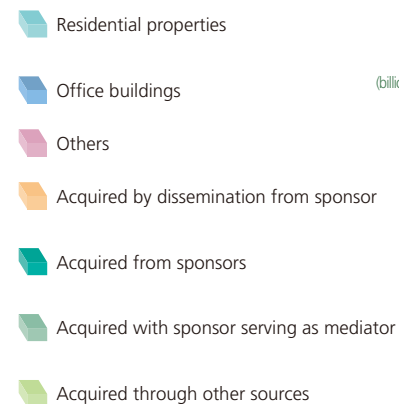 Residential properties
Office buildings
Others
Acquired by dissemination from sponsor
Acquired from sponsors
Acquired with sponsor serving as mediator
Acquired through other sources